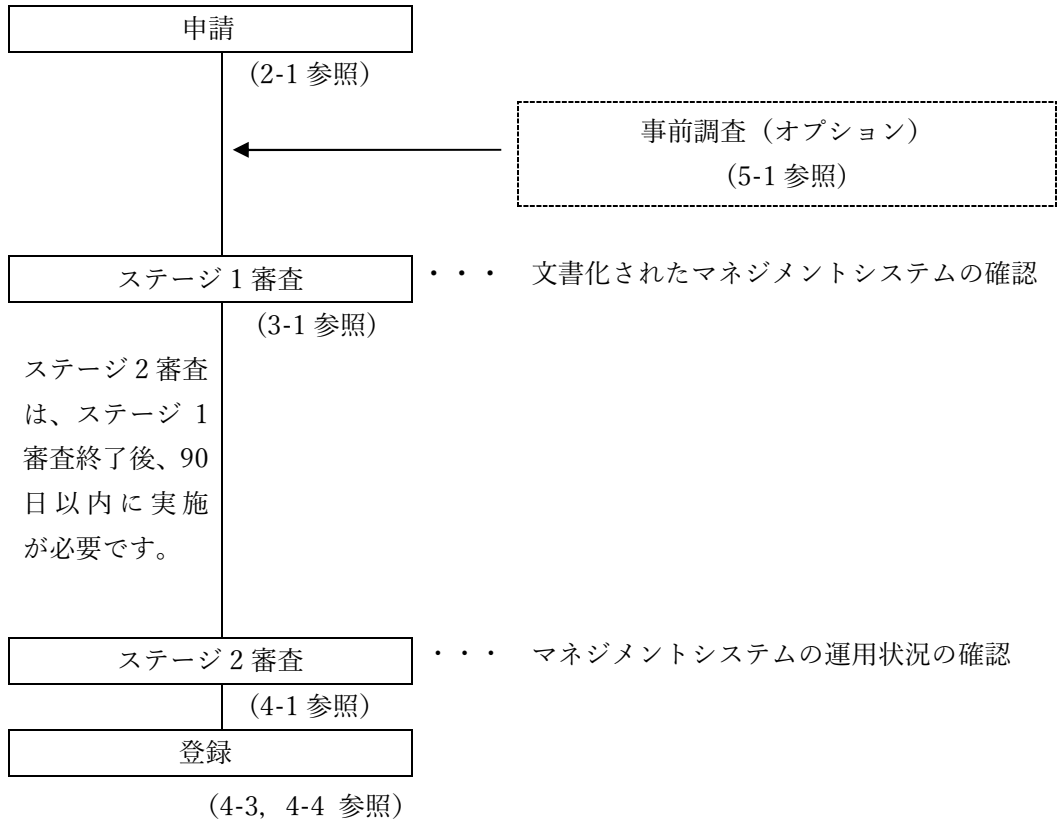 申請
（2-1 参照）
事前調査（オプション）
（5-1 参照）
ステージ 1 審査
・・・ 文書化されたマネジメントシステムの確認
（3-1 参照）
ステージ 2 審査
は、ステージ 1
審査終了後、90
日以内に実施
が必要です。
ステージ 2 審査
・・・ マネジメントシステムの運用状況の確認
（4-1 参照）
登録
（4-3, 4-4 参照）